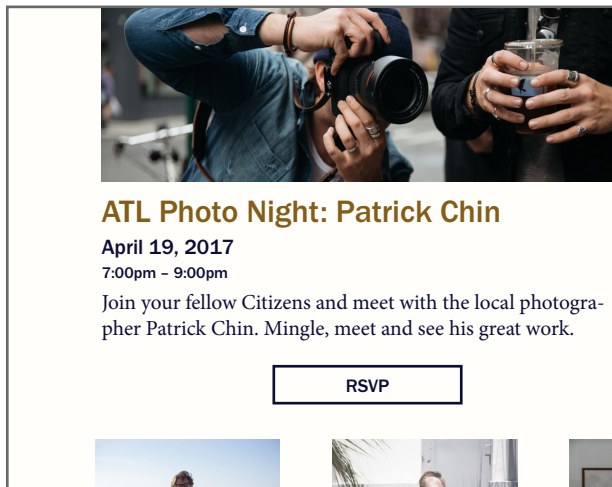 ATL Photo Night: Patrick Chin
April 19, 2017
7:00pm – 9:00pm
Join your fellow Citizens and meet with the local photogra-
pher Patrick Chin. Mingle, meet and see his great work.
RSVP